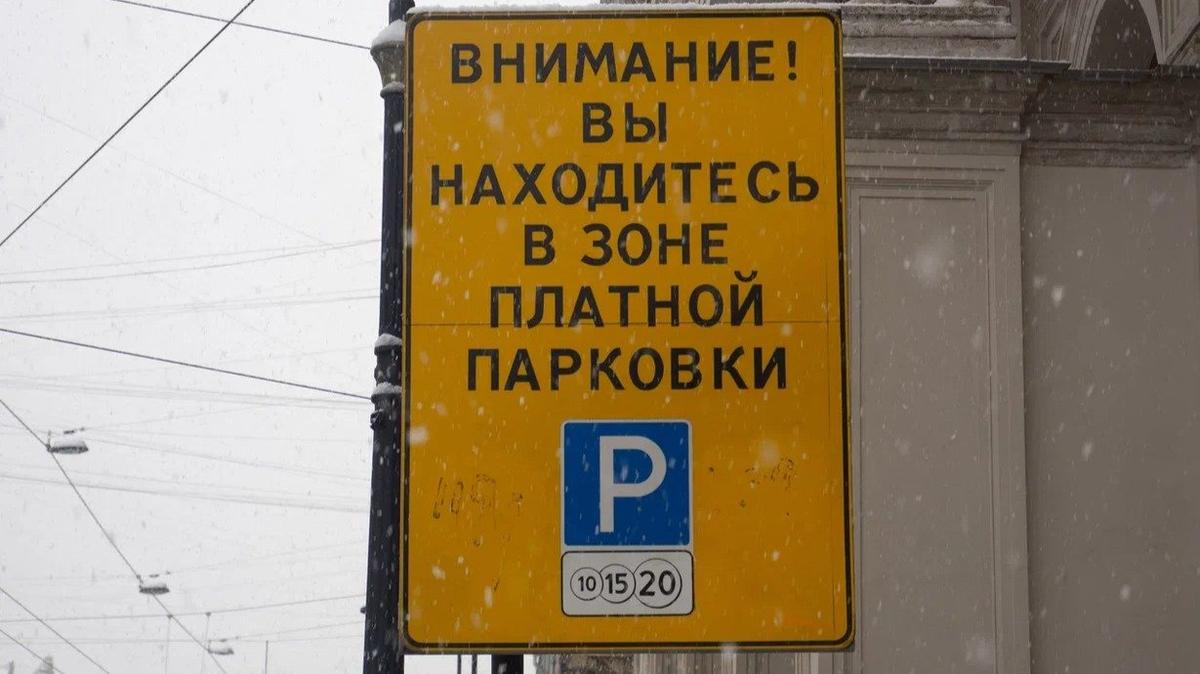 ВНИМАНИЕ!
ВЫ
НАХОДИТЕСЬ
В ЗОНЕ
ПЛАТНОЙ
ПАРКОВКИ
P
10 15 20